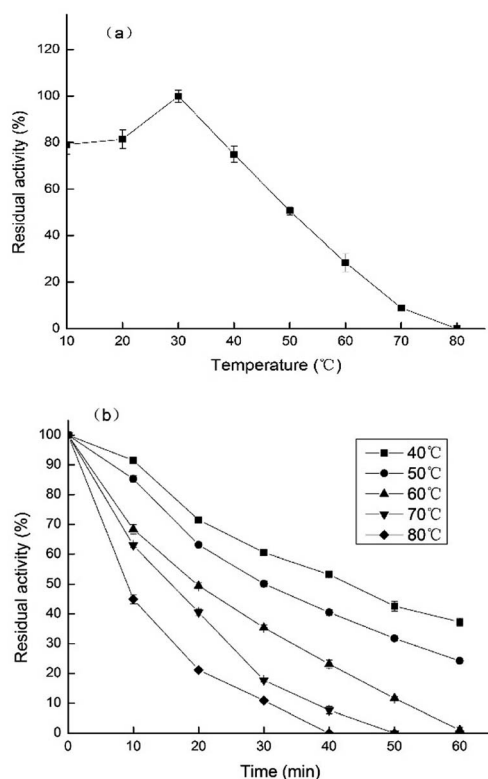 (a)
120
100
80
60
40
20
0
Residual activity (%)
10 20 30 40 50 60 70 80
Temperature (℃)
(b)
100
90
80
70
60
50
40
30
20
10
0
Residual activity (%)
40℃
50℃
60℃
70℃
80℃
0 10 20 30 40 50 60
Time (min)